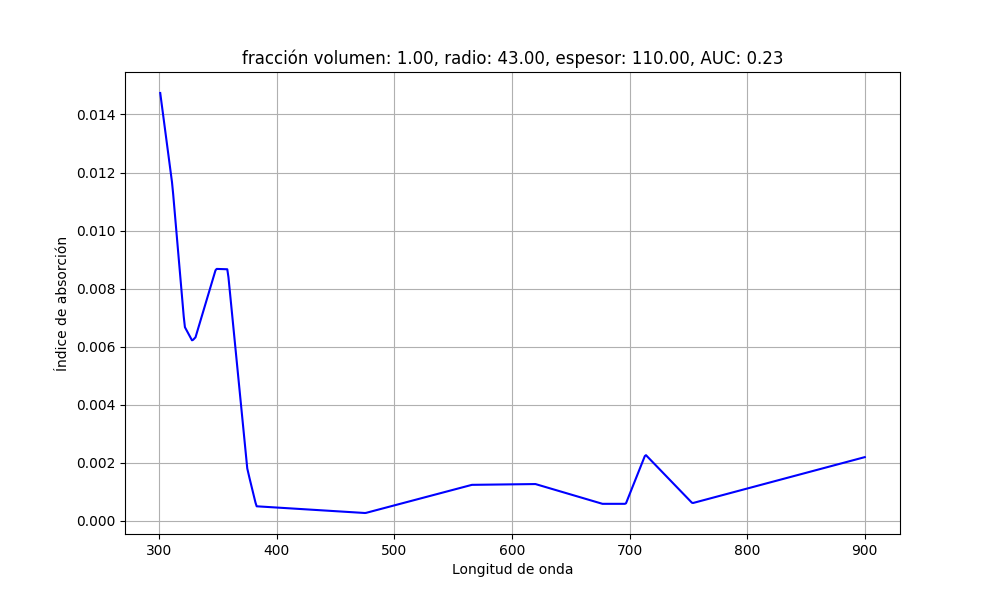 fracción volumen: 1.00, radio: 43.00, espesor: 110.00, AUC: 0.23
0.014
0.012
0.010
0.008
0.006
0.004
0.002
0.000
Índice de absorción
300 400 500 600 700 800 900
Longitud de onda